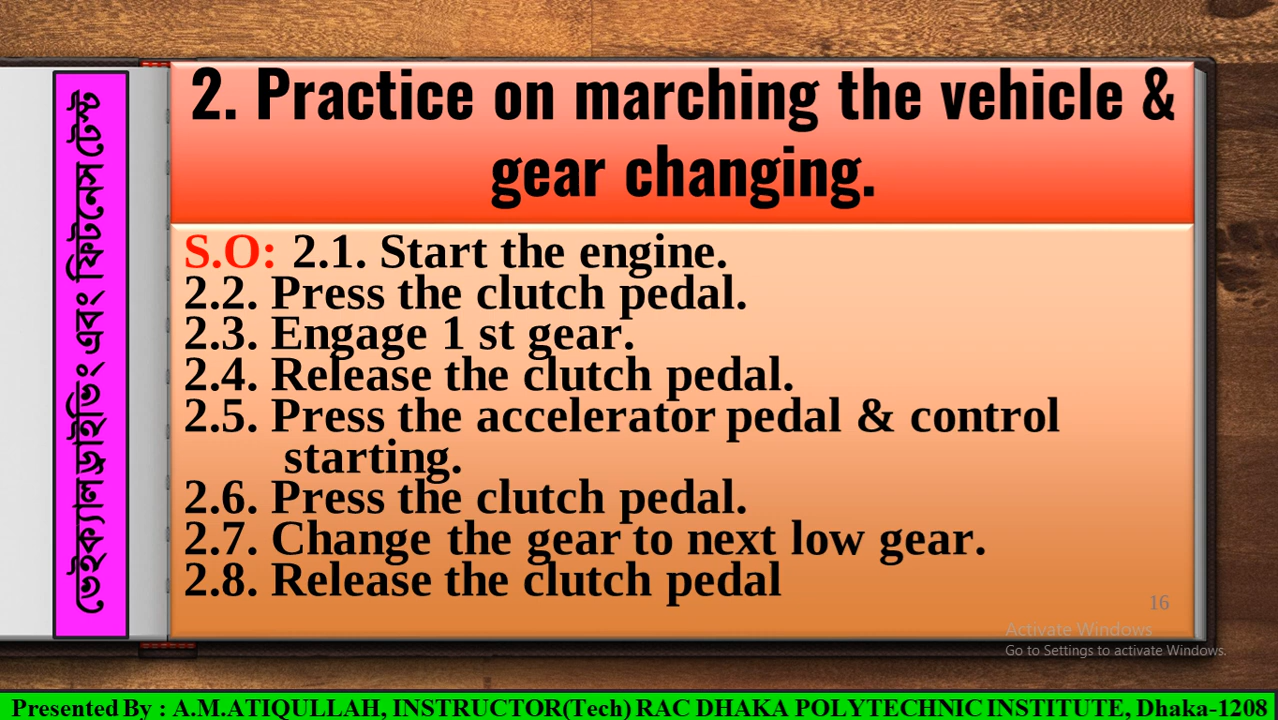 2. Practice on marching the vehicle &
gear changing.
ভেইক্যাল ড্রাইভিং এবং ফিটনেস টেস্ট
S.O: 2.1. Start the engine.
2.2. Press the clutch pedal.
2.3. Engage 1 st gear.
2.4. Release the clutch pedal.
2.5. Press the accelerator pedal & control
starting.
2.6. Press the clutch pedal.
2.7. Change the gear to next low gear.
2.8. Release the clutch pedal
16
Activate Windows
Go to Settings to activate Windows.
Presented By : A.M.ATIQULLAH, INSTRUCTOR(Tech) RAC DHAKA POLYTECHNIC INSTITUTE, Dhaka-1208